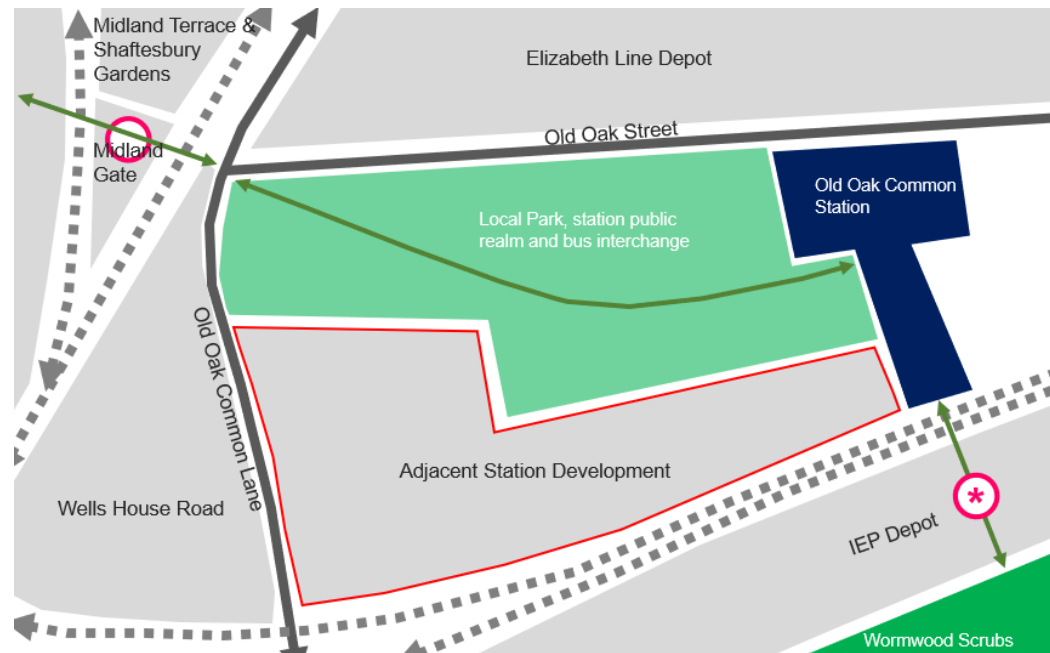 Midland Terrace &
Shaftesbury
Gardens
Elizabeth Line Depot
Old Oak Street
Midland
Gate
Old Oak Common
Station
Local Park, station public
realm and bus interchange
Old Oak Common Lane
Adjacent Station Development
Wells House Road
*
IEP Depot
Wormwood Scrubs